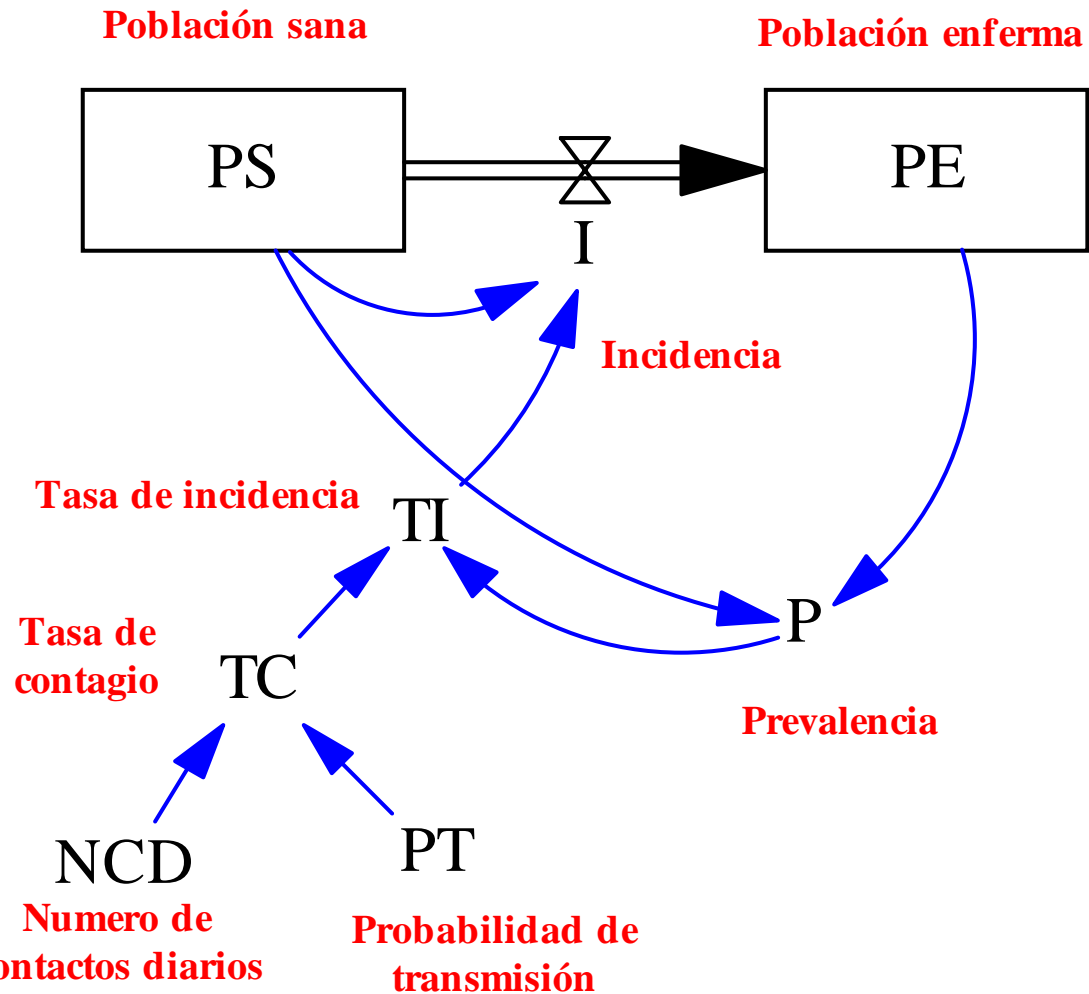 Población sana
Población enferma
PS
PE
I
Incidencia
Tasa de incidencia
TI
P
Tasa de
contagio
TC
Prevalencia
NCD
PT
Numero de
ontactos diarios
Probabilidad de
transmisión